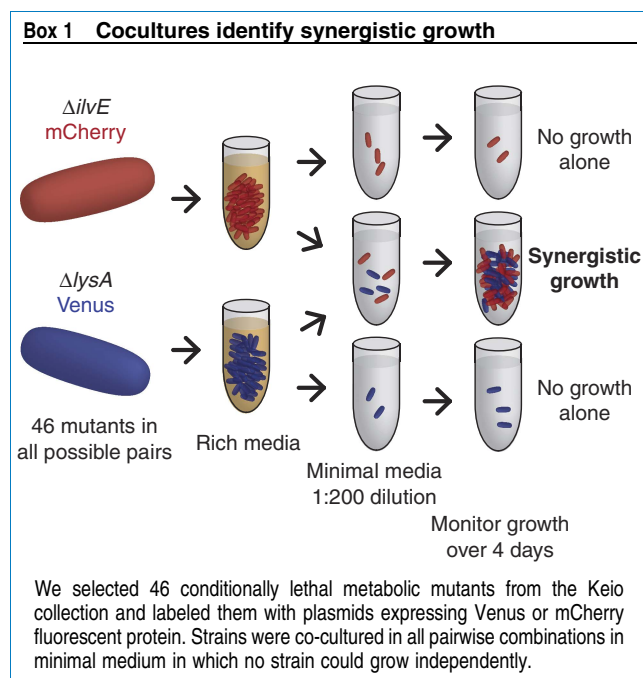 Box 1 Cocultures identify synergistic growth
ΔilvE
mCherry
No growth
alone
Synergistic
growth
ΔlysA
Venus
No growth
alone
46 mutants in
all possible pairs
Rich media
Minimal media
1:200 dilution
Monitor growth
over 4 days
We selected 46 conditionally lethal metabolic mutants from the Keio
collection and labeled them with plasmids expressing Venus or mCherry
fluorescent protein. Strains were co-cultured in all pairwise combinations in
minimal medium in which no strain could grow independently.